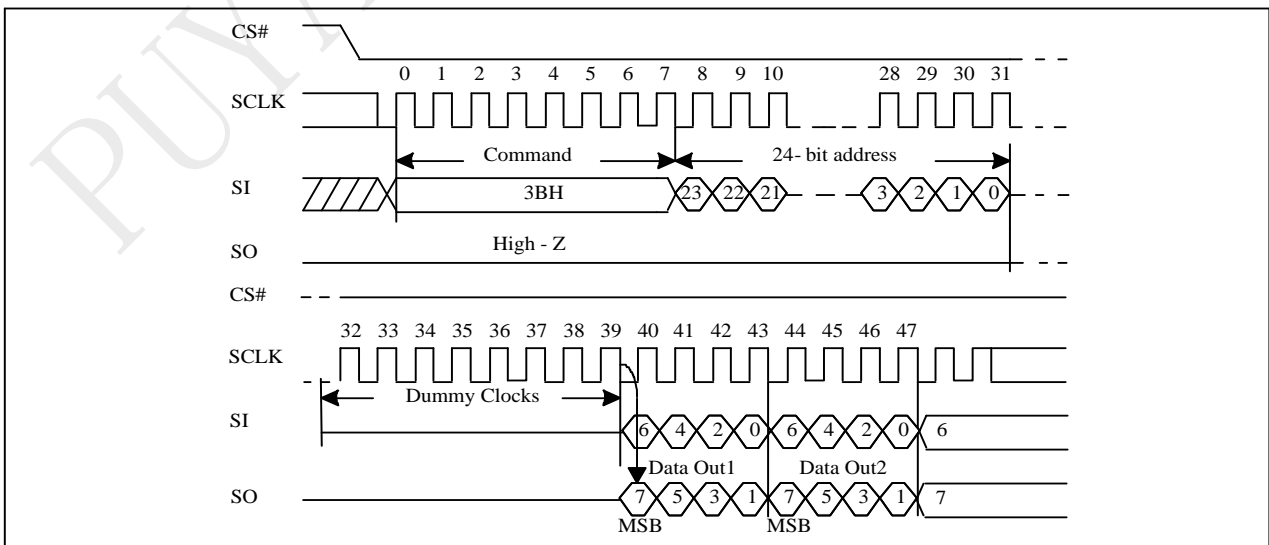 PUYA
CS#
0 1 2 3 4 5 6 7 8 9 10 28 29 30 31
SCLK
Command 24- bit address
SI 3BH 23 22 21 3 2 1 0
SO High - Z
CS#
32 33 34 35 36 37 38 39 40 41 42 43 44 45 46 47
SCLK
Dummy Clocks
SI 6 4 2 0 6 4 2 0 6
Data Out1 Data Out2
SO 7 5 3 1 7 5 3 1 7
MSB MSB